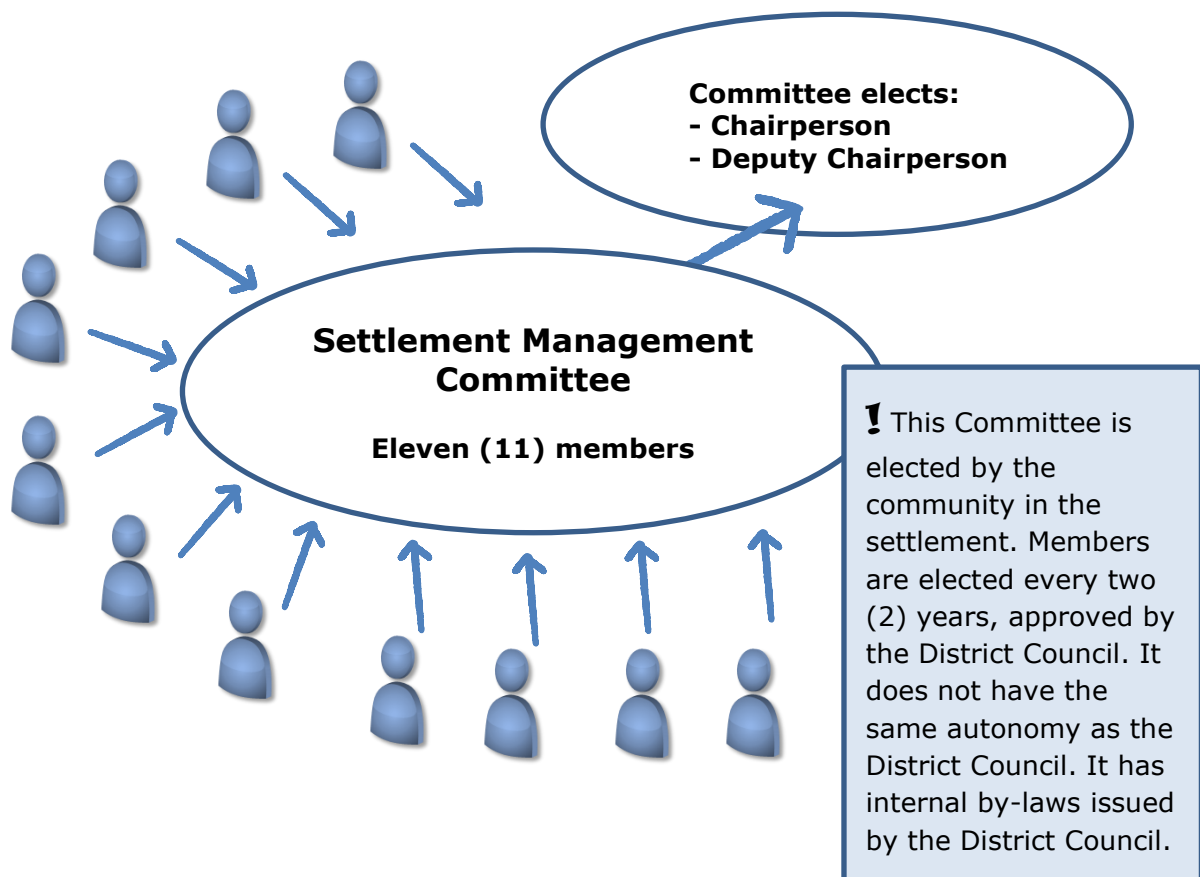 Committee elects:
- Chairperson
- Deputy Chairperson
Settlement Management
Committee
Eleven (11) members
! This Committee is
elected by the
community in the
settlement. Members
are elected every two
(2) years, approved by
the District Council. It
does not have the
same autonomy as the
District Council. It has
internal by-laws issued
by the District Council.